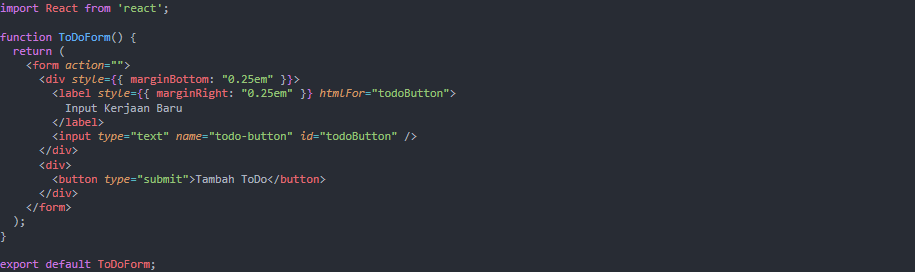 import React from 'react';

function ToDoForm() {
  return (
    <form action="">
      <div style={{ marginBottom: "0.25em" }}>
        <label style={{ marginRight: "0.25em" }} htmlFor="todoButton">
          Input Kerjaan Baru
        </label>
        <input type="text" name="todo-button" id="todoButton" />
      </div>
      <div>
        <button type="submit">Tambah ToDo</button>
      </div>
    </form>
  );
}

export default ToDoForm;